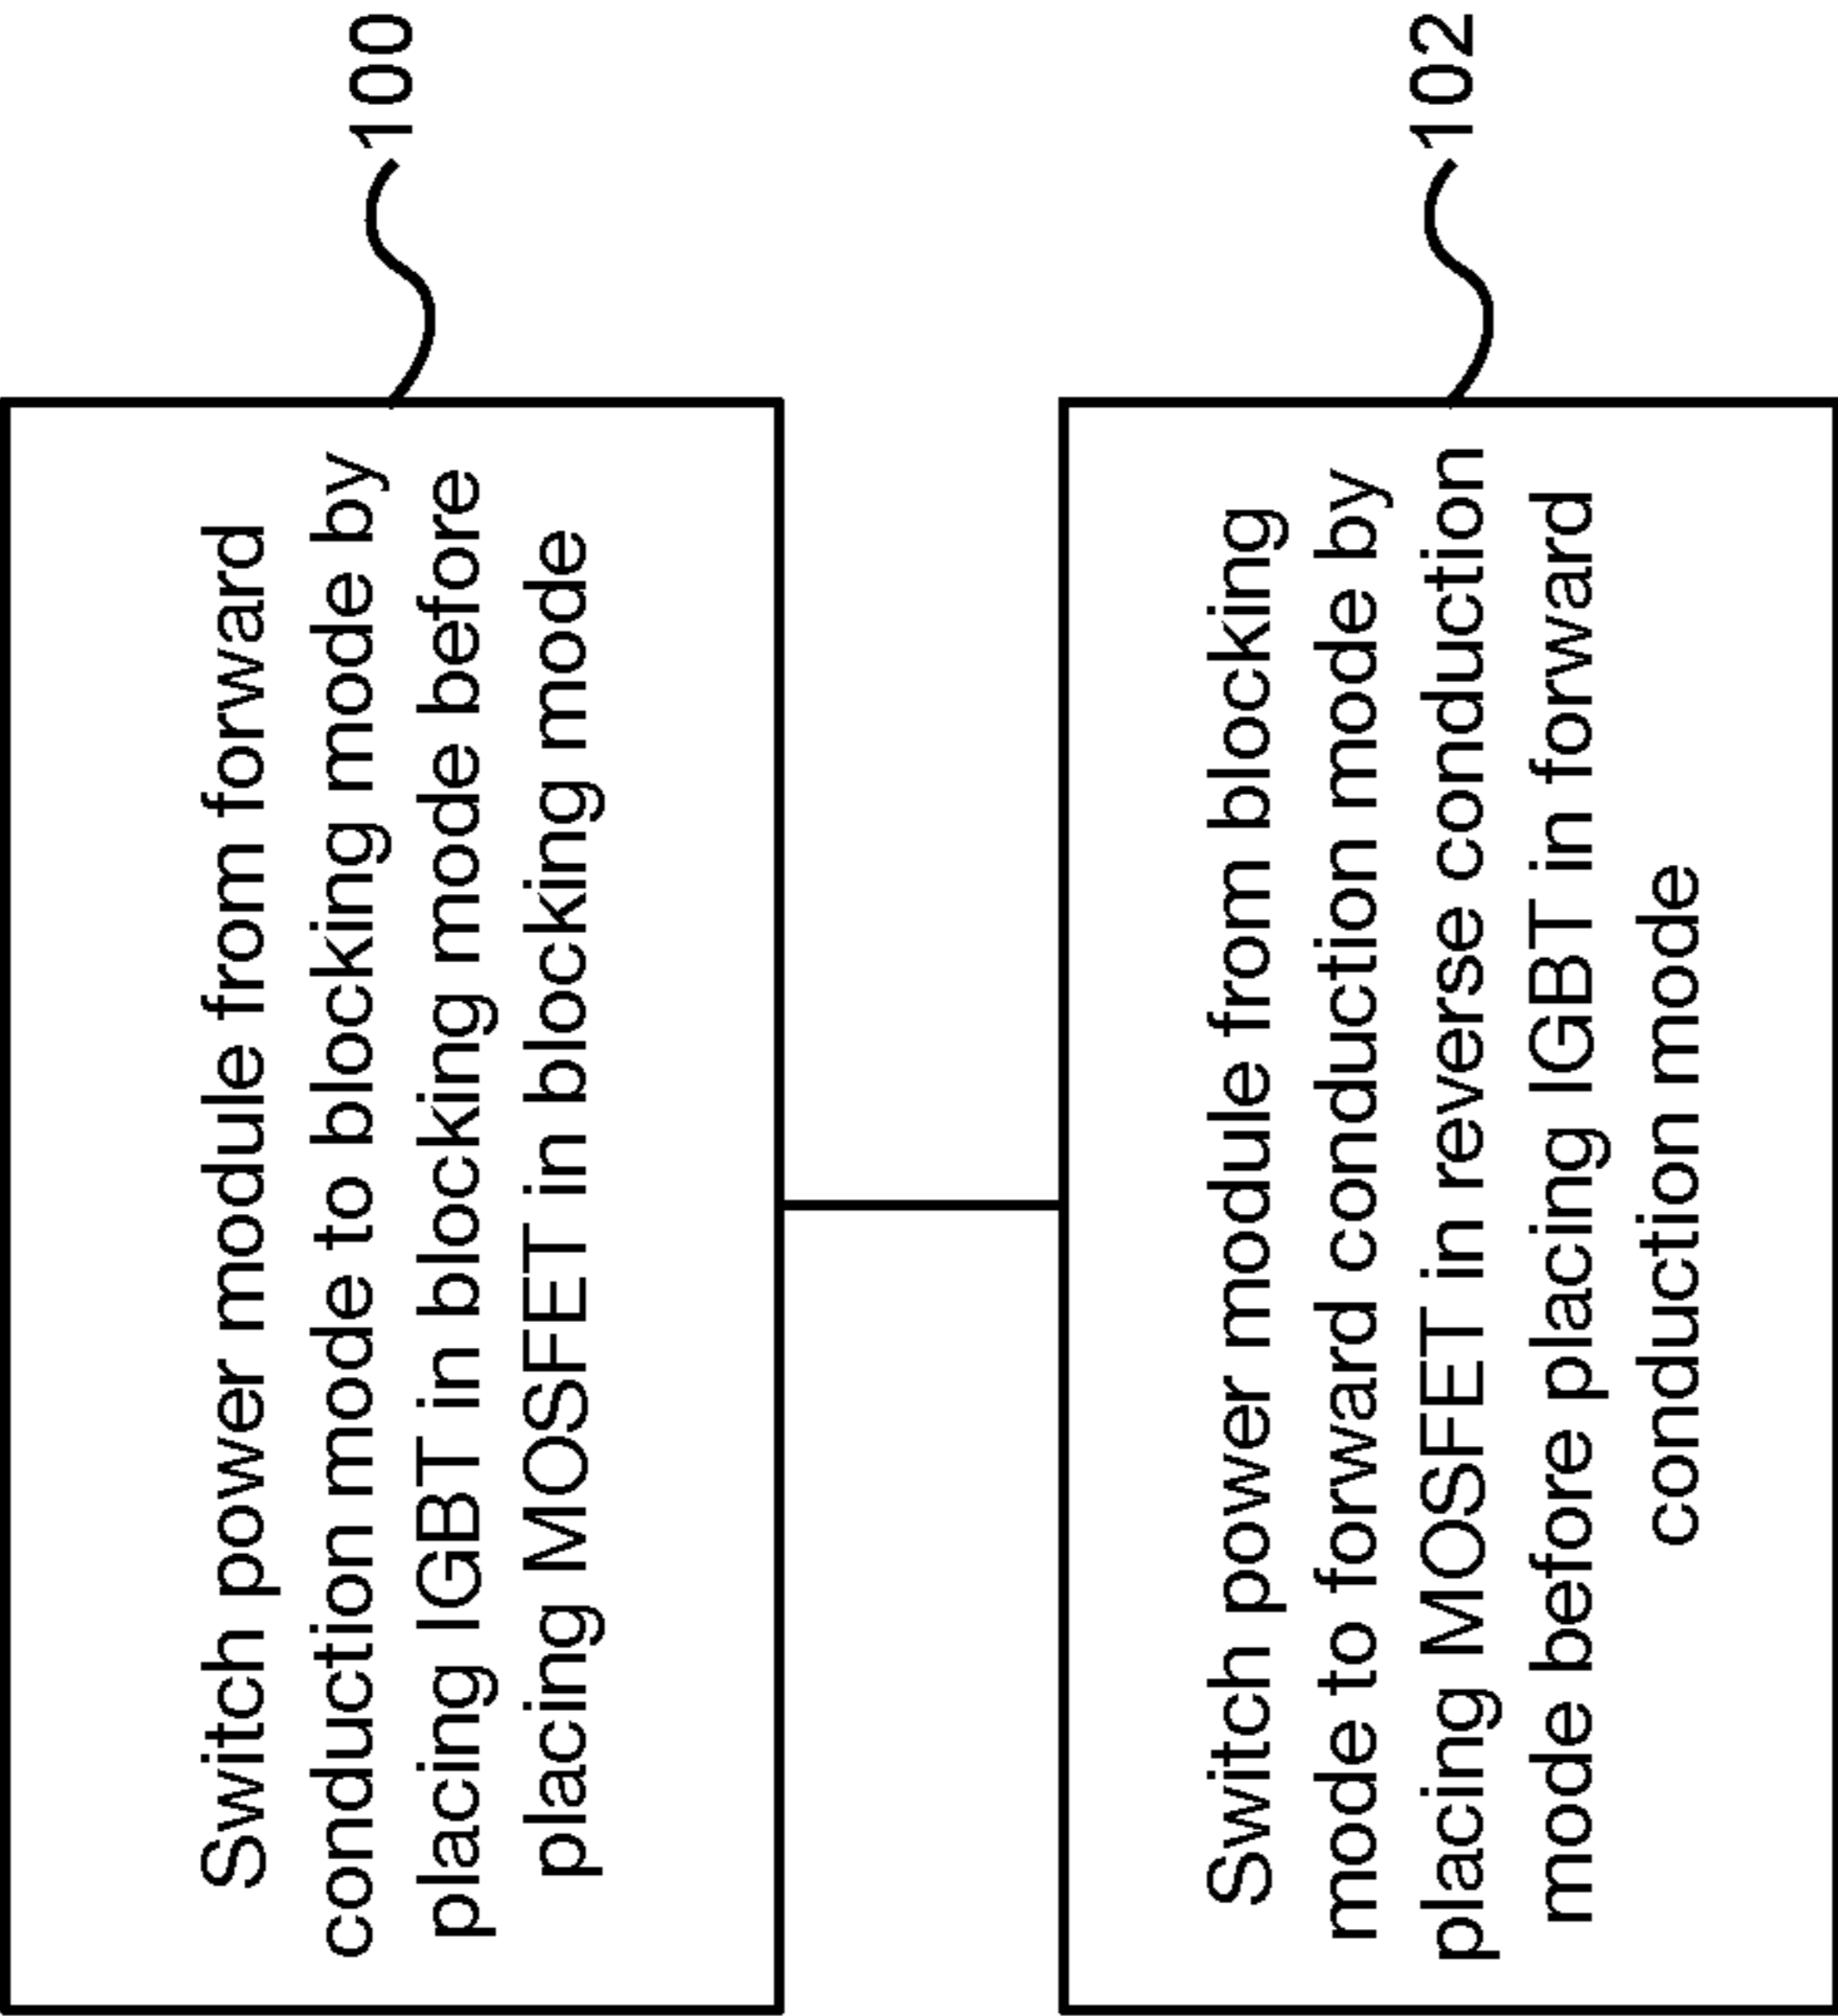 Switch power module from forward
conduction mode to blocking mode by
placing IGBT in blocking mode before
placing MOSFET in blocking mode
100
Switch power module from blocking
mode to forward conduction mode by
placing MOSFET in reverse conduction
mode before placing IGBT in forward
conduction mode
102